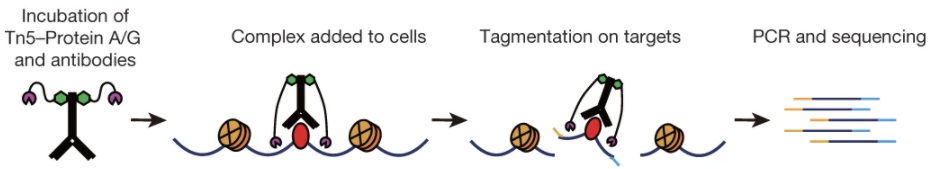 Incubation of
Tn5–Protein A/G
and antibodies
Complex added to cells
Tagmentation on targets
PCR and sequencing